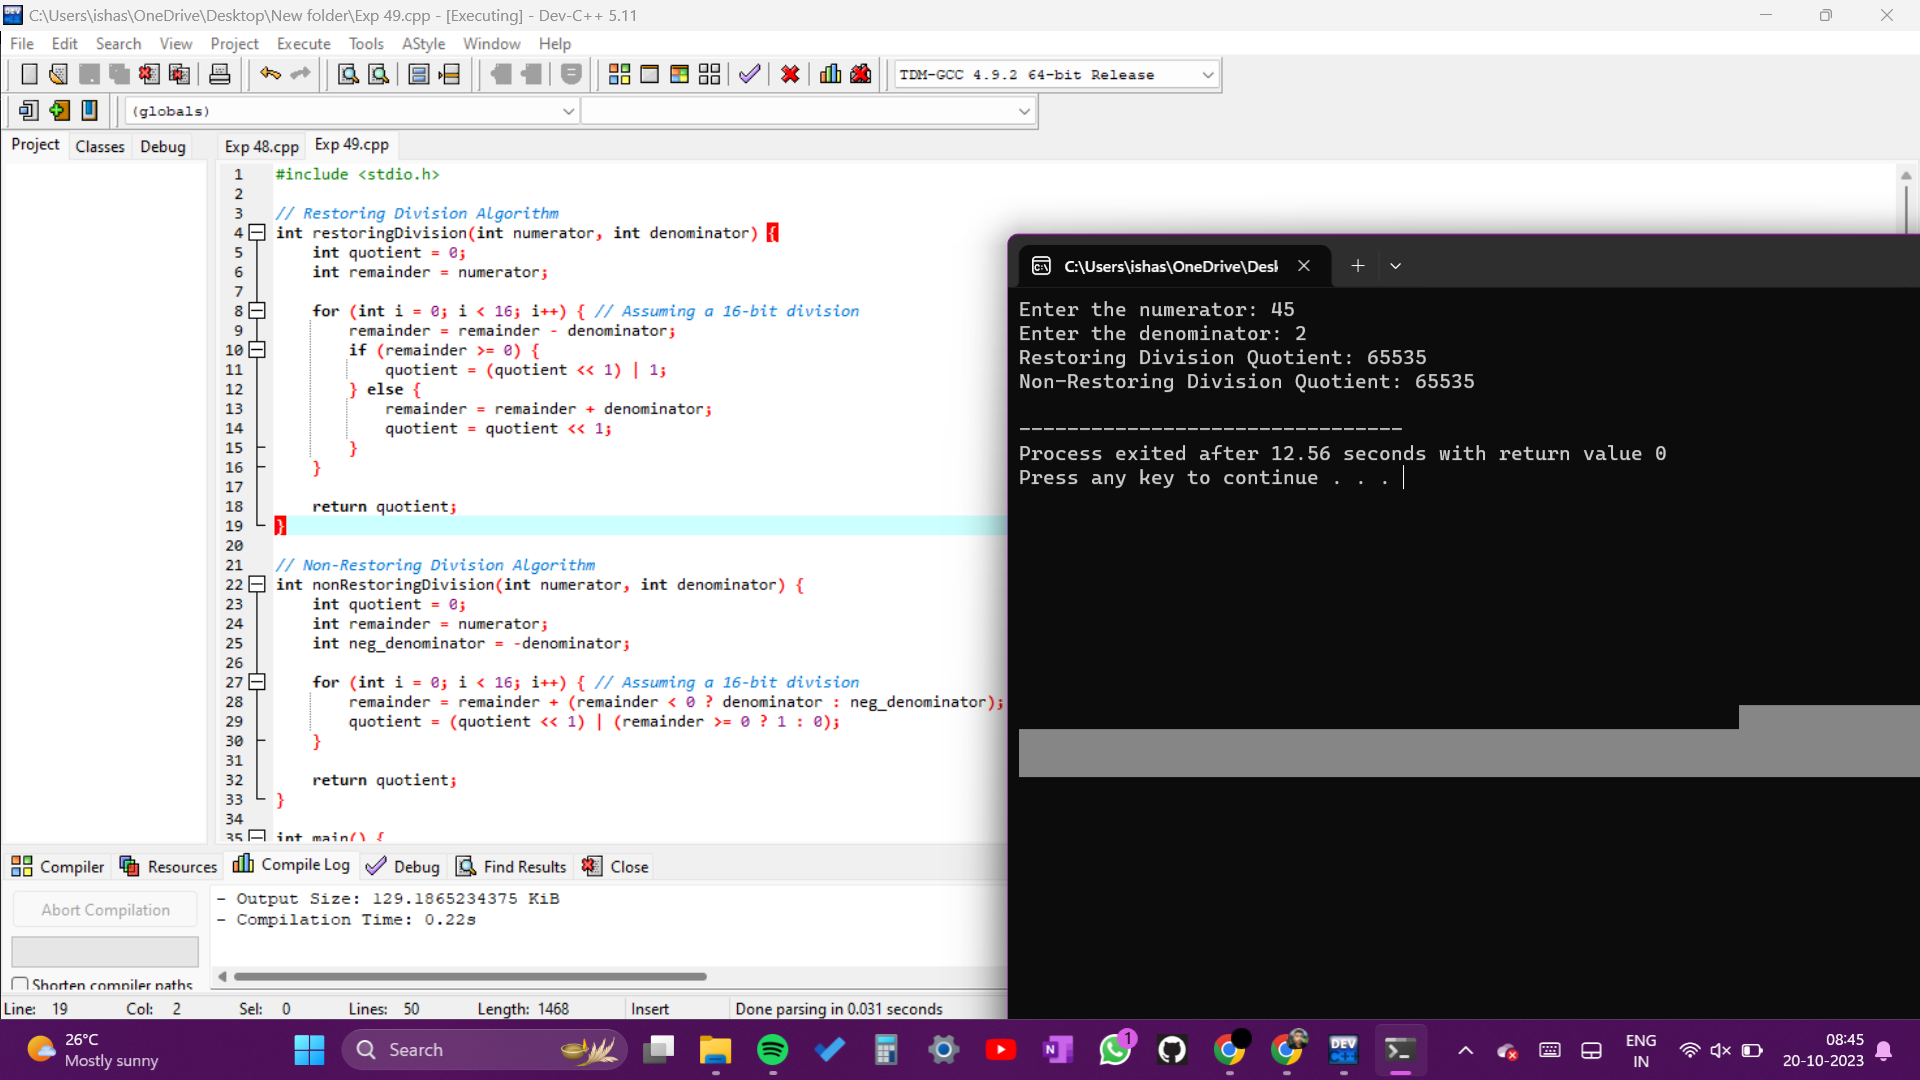 C:\Users\ishas\OneDrive\Desktop\New folder\Exp 49.cpp - [Executing] - Dev-C++ 5.11
File Edit Search View Project Execute Tools AStyle Window Help
TDM-GCC 4.9.2 64-bit Release
(globals)
Project Classes Debug
Exp 48.cpp Exp 49.cpp
1 #include <stdio.h>
2
3 // Restoring Division Algorithm
4 int restoringDivision(int numerator, int denominator) {
5 int quotient = 0;
6 int remainder = numerator;
7
8 for (int i = 0; i < 16; i++) { // Assuming a 16-bit division
9 remainder = remainder - denominator;
10 if (remainder >= 0) {
11 quotient = (quotient << 1) | 1;
12 } else {
13 remainder = remainder + denominator;
14 quotient = quotient << 1;
15 }
16 }
17
18 return quotient;
19 }
20
21 // Non-Restoring Division Algorithm
22 int nonRestoringDivision(int numerator, int denominator) {
23 int quotient = 0;
24 int remainder = numerator;
25 int neg_denominator = -denominator;
26
27 for (int i = 0; i < 16; i++) { // Assuming a 16-bit division
28 remainder = remainder + (remainder < 0 ? denominator : neg_denominator);
29 quotient = (quotient << 1) | (remainder >= 0 ? 1 : 0);
30 }
31
32 return quotient;
33 }
34
35 int main() {
C:\Users\ishas\OneDrive\Desl
Enter the numerator: 45
Enter the denominator: 2
Restoring Division Quotient: 65535
Non-Restoring Division Quotient: 65535
--------------------------------
Process exited after 12.56 seconds with return value 0
Press any key to continue . . .
Compiler Resources Compile Log Debug Find Results Close
Abort Compilation
Shorten compiler paths
- Output Size: 129.1865234375 KiB
- Compilation Time: 0.22s
Line: 19 Col: 2 Sel: 0 Lines: 50 Length: 1468 Insert Done parsing in 0.031 seconds
26°C
Mostly sunny
Search
N
1
DEV
C++
ENG
IN
08:45
20-10-2023